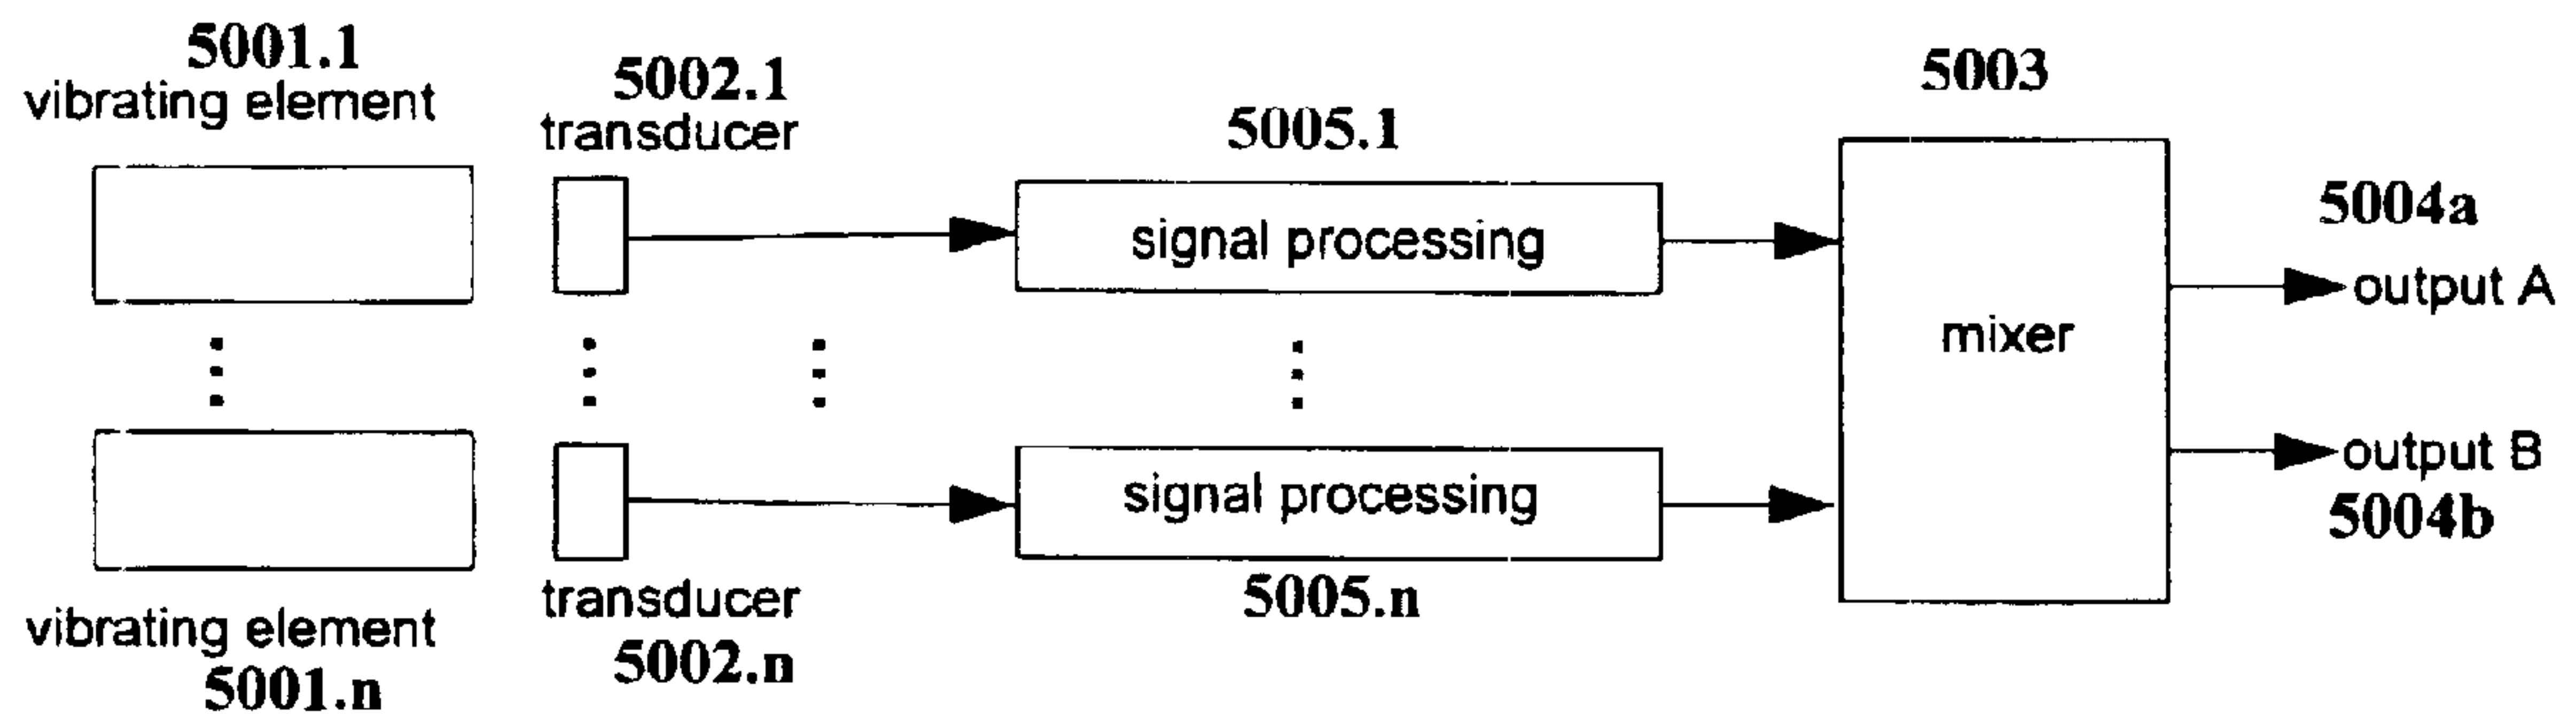 5001.1
vibrating element
5002.1
transducer
5005.1
signal processing
5003
mixer
5004a
output A
output B
5004b
signal processing
5005.n
transducer
5002.n
vibrating element
5001.n